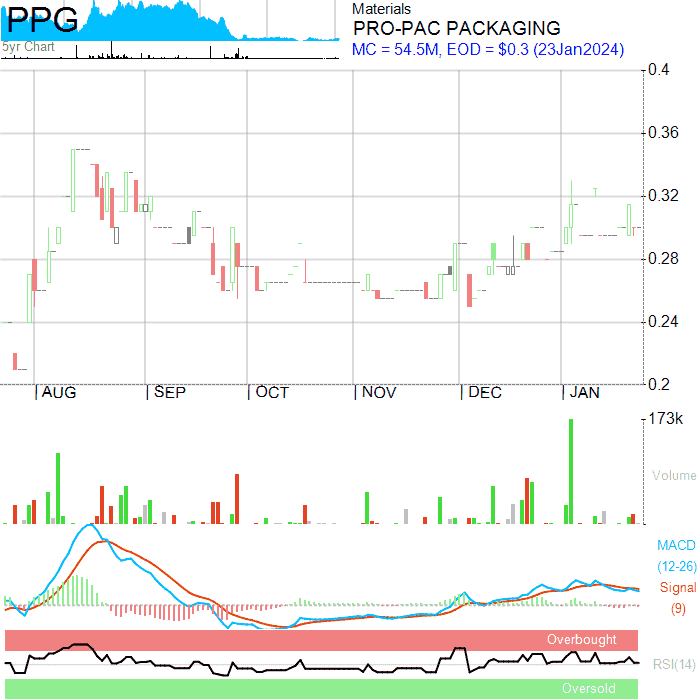 PPG
5yr Chart
Materials
PRO-PAC PACKAGING
MC = 54.5M, EOD = $0.3 (23Jan2024)
0.4
0.36
0.32
0.28
0.24
0.2
AUG SEP OCT NOV DEC JAN
173k
Volume
MACD
(12-26)
Signal
(9)
Overbought
RSI(14)
Oversold